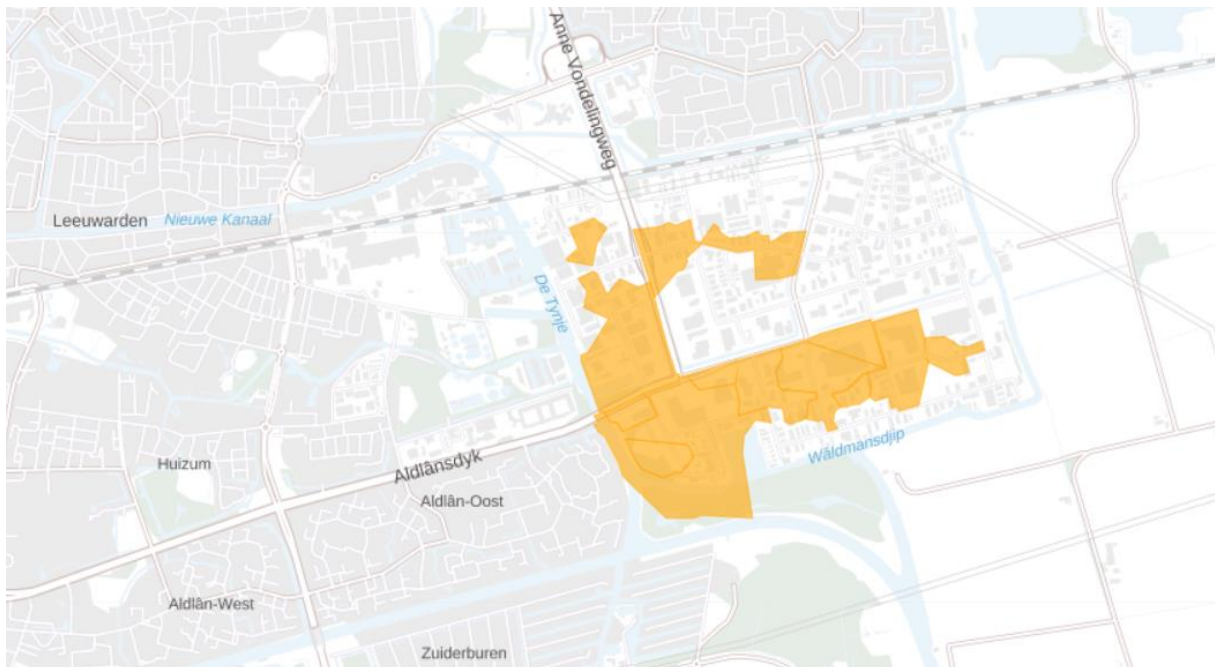 Anne Vondelingweg
Leeuwarden
Nieuwe Kanaal
De Tynje
Wâldmansdjip
Huizum
Aldlânsdyk
Aldlân-Oost
Aldlân-West
Zuiderburen